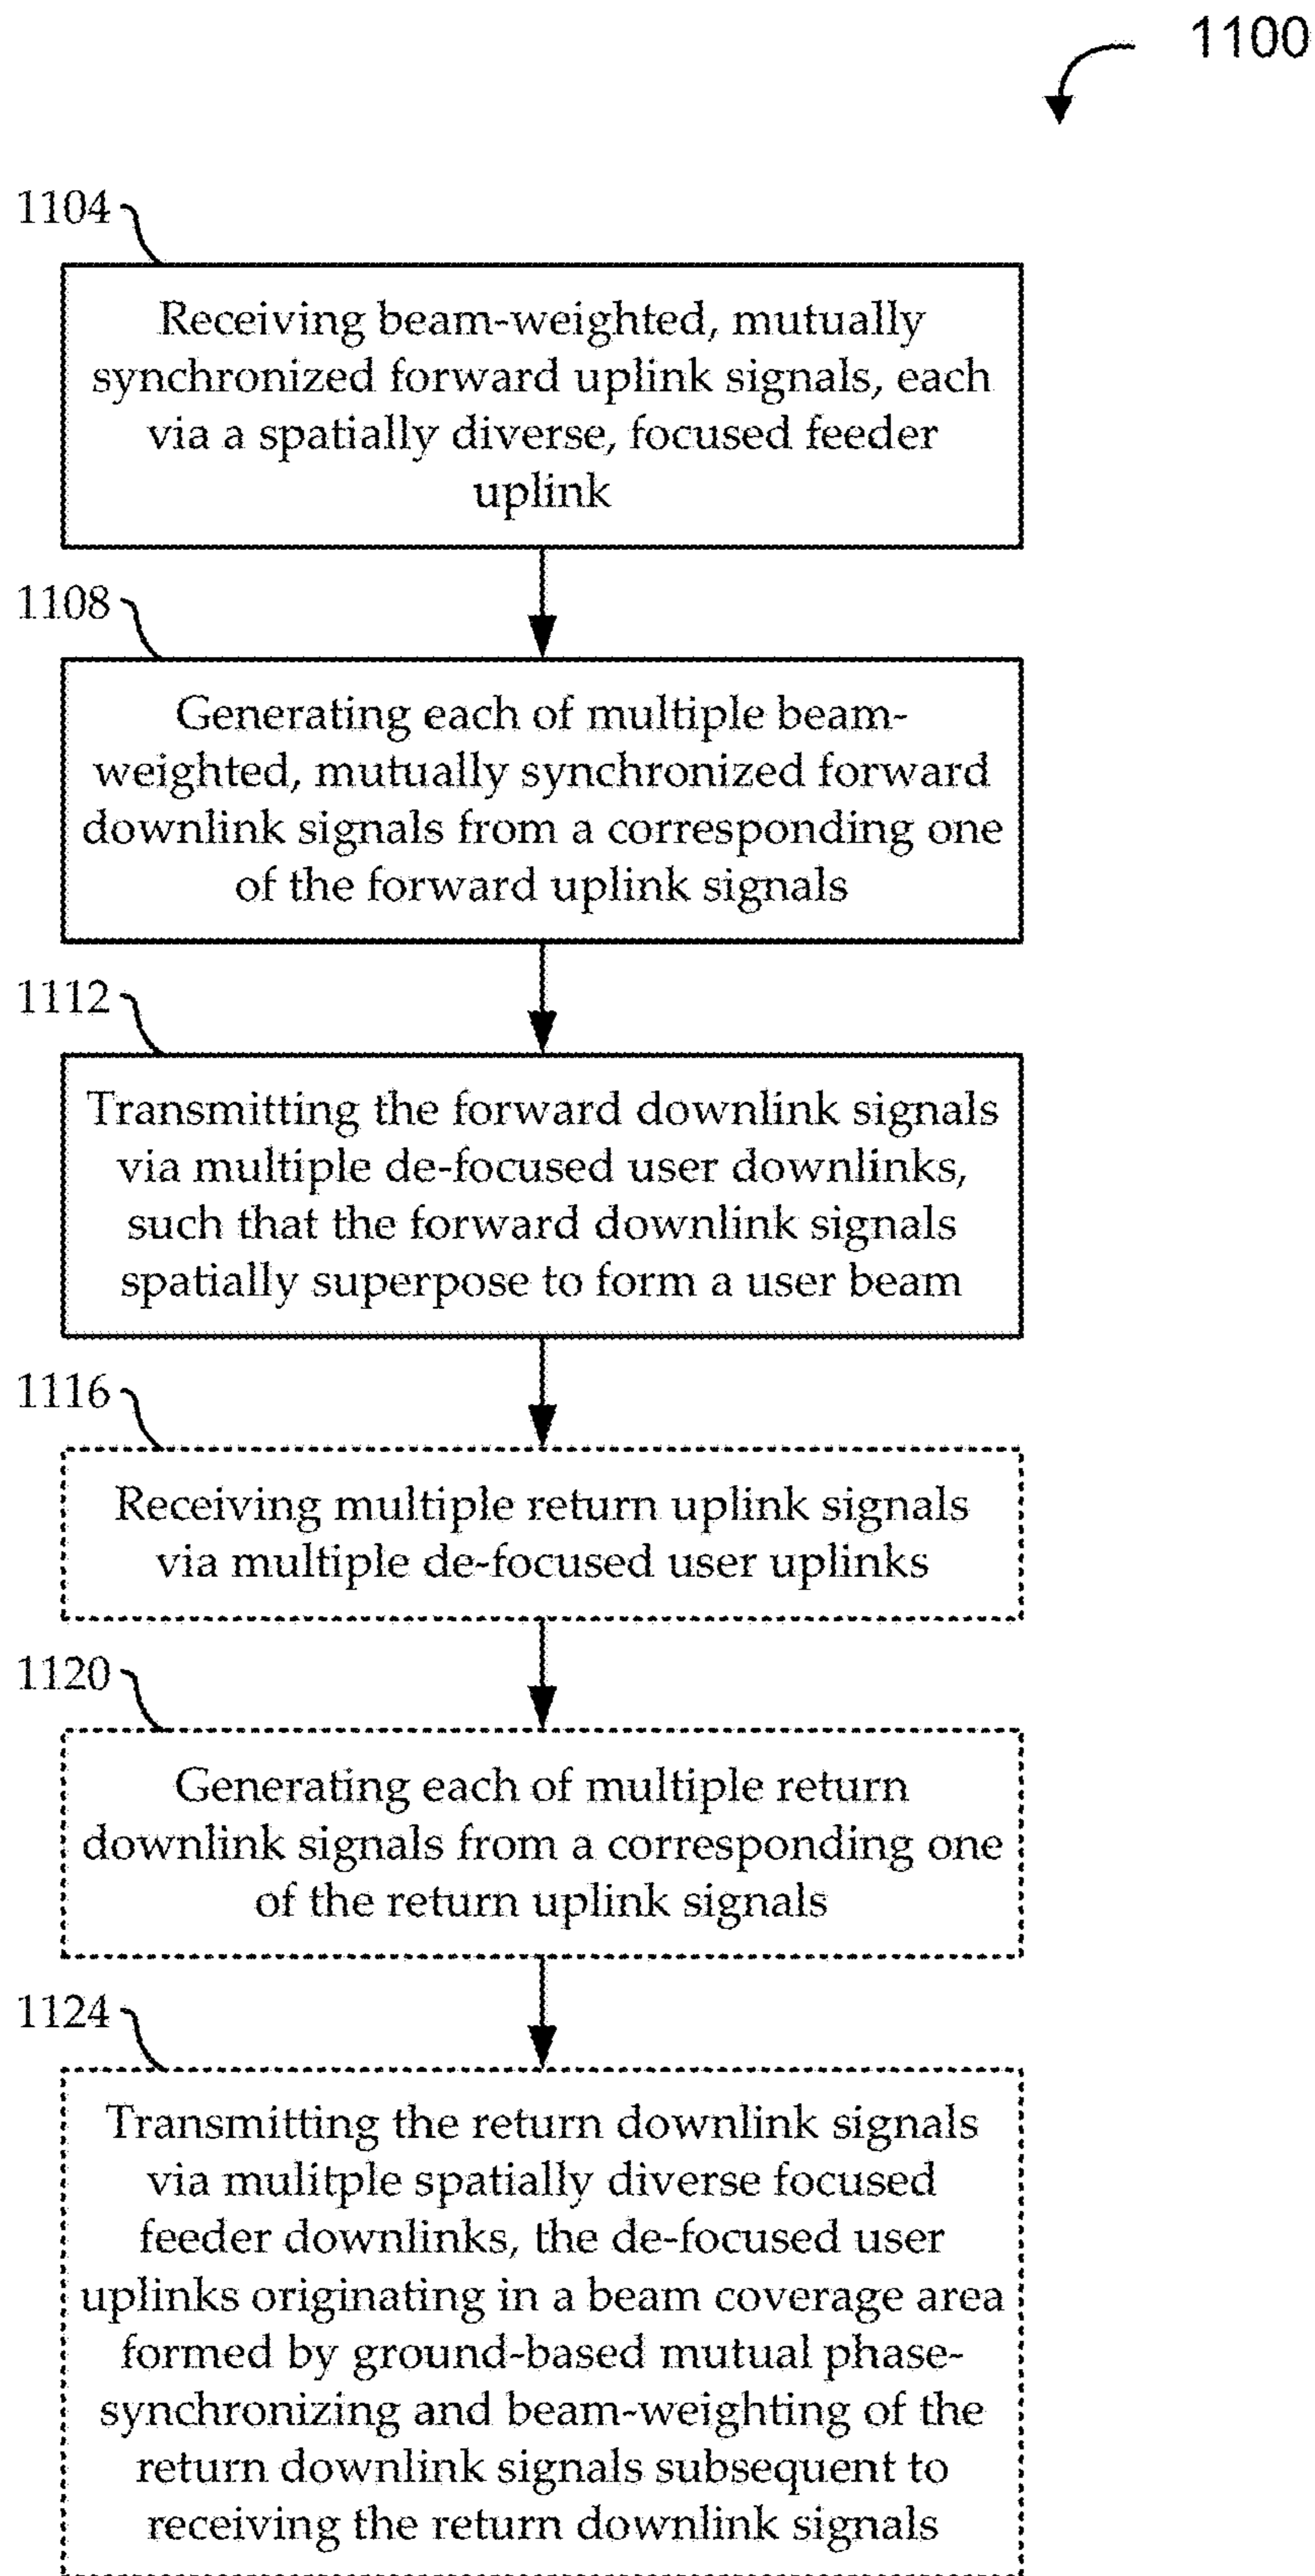 1100
1104
Receiving beam-weighted, mutually
synchronized forward uplink signals, each
via a spatially diverse, focused feeder
uplink
1108
Generating each of multiple beam-
weighted, mutually synchronized forward
downlink signals from a corresponding one
of the forward uplink signals
1112
Transmitting the forward downlink signals
via multiple de-focused user downlinks,
such that the forward downlink signals
spatially superpose to form a user beam
1116
Receiving multiple return uplink signals
via multiple de-focused user uplinks
1120
Generating each of multiple return
downlink signals from a corresponding one
of the return uplink signals
1124
Transmitting the return downlink signals
via mulitple spatially diverse focused
feeder downlinks, the de-focused user
uplinks originating in a beam coverage area
formed by ground-based mutual phase-
synchronizing and beam-weighting of the
return downlink signals subsequent to
receiving the return downlink signals